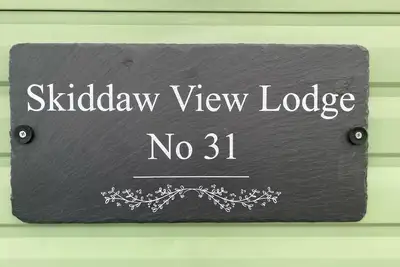 Skiddaw View Lodge
No 31